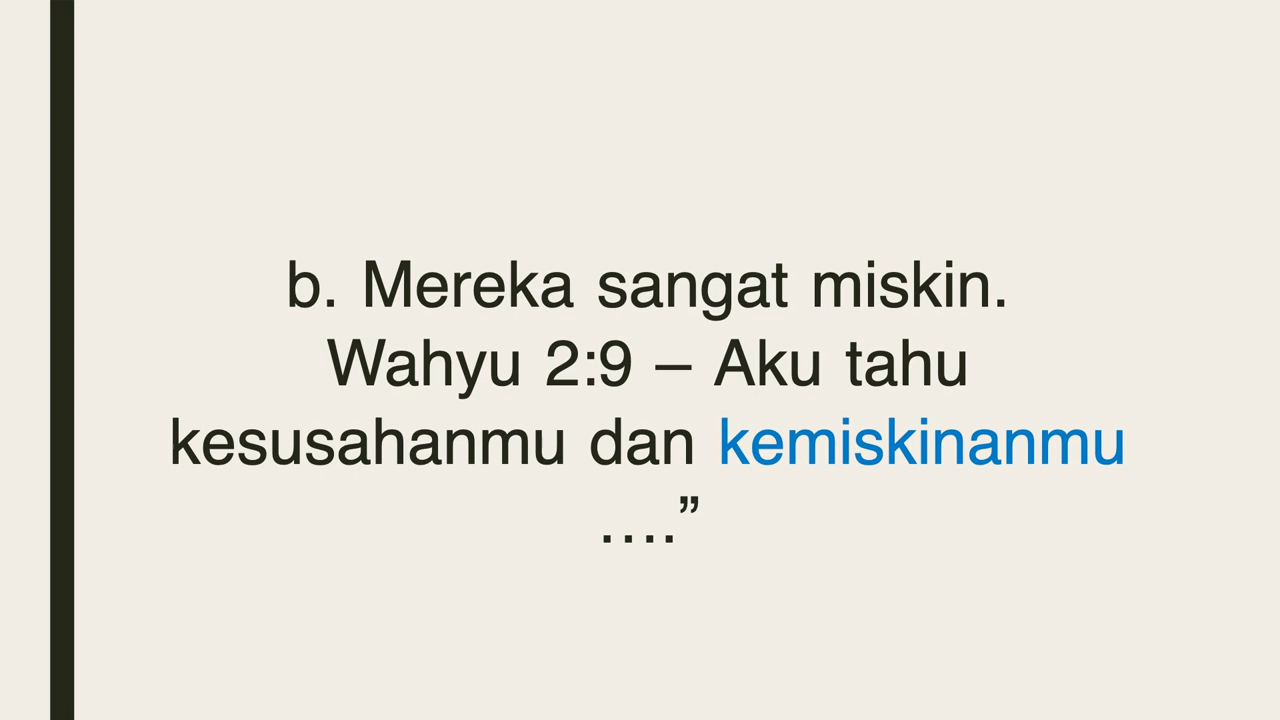 b. Mereka sangat miskin.
Wahyu 2:9 – Aku tahu
kesusahanmu dan kemiskinanmu
….”